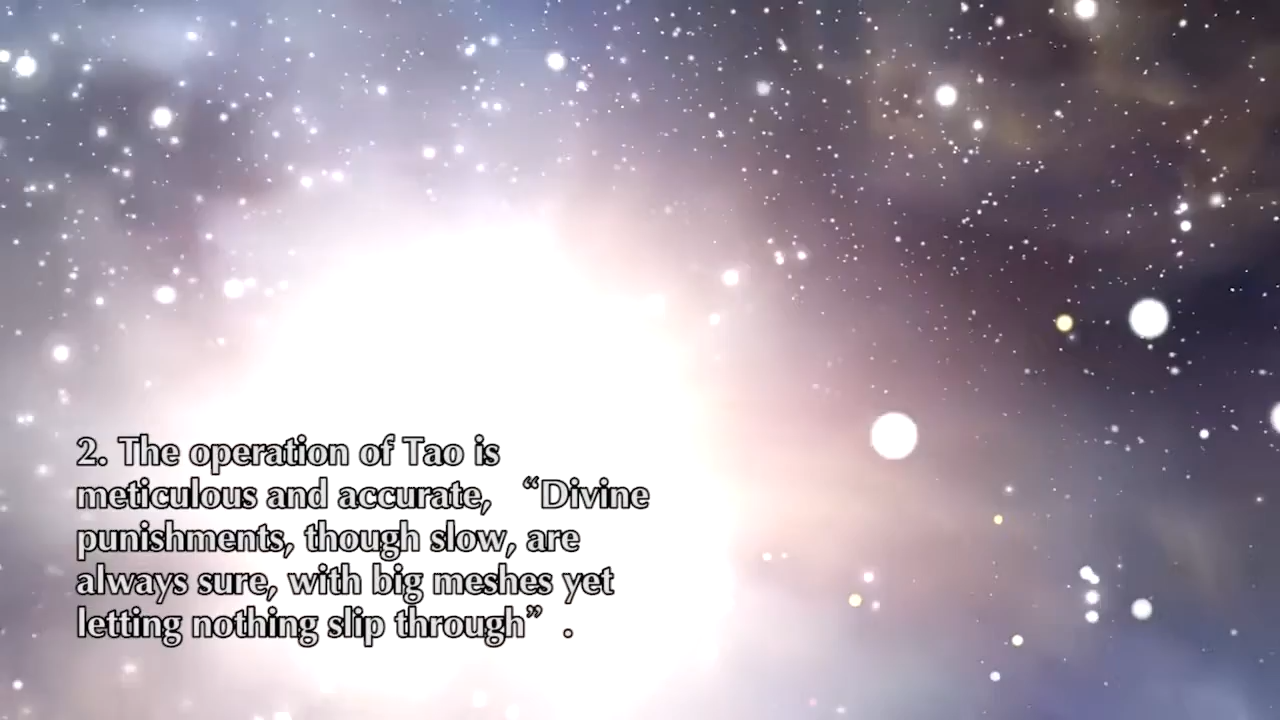 2. The operation of Tao is
meticulous and accurate, “Divine
punishments, though slow, are
always sure, with big meshes yet
letting nothing slip through” .